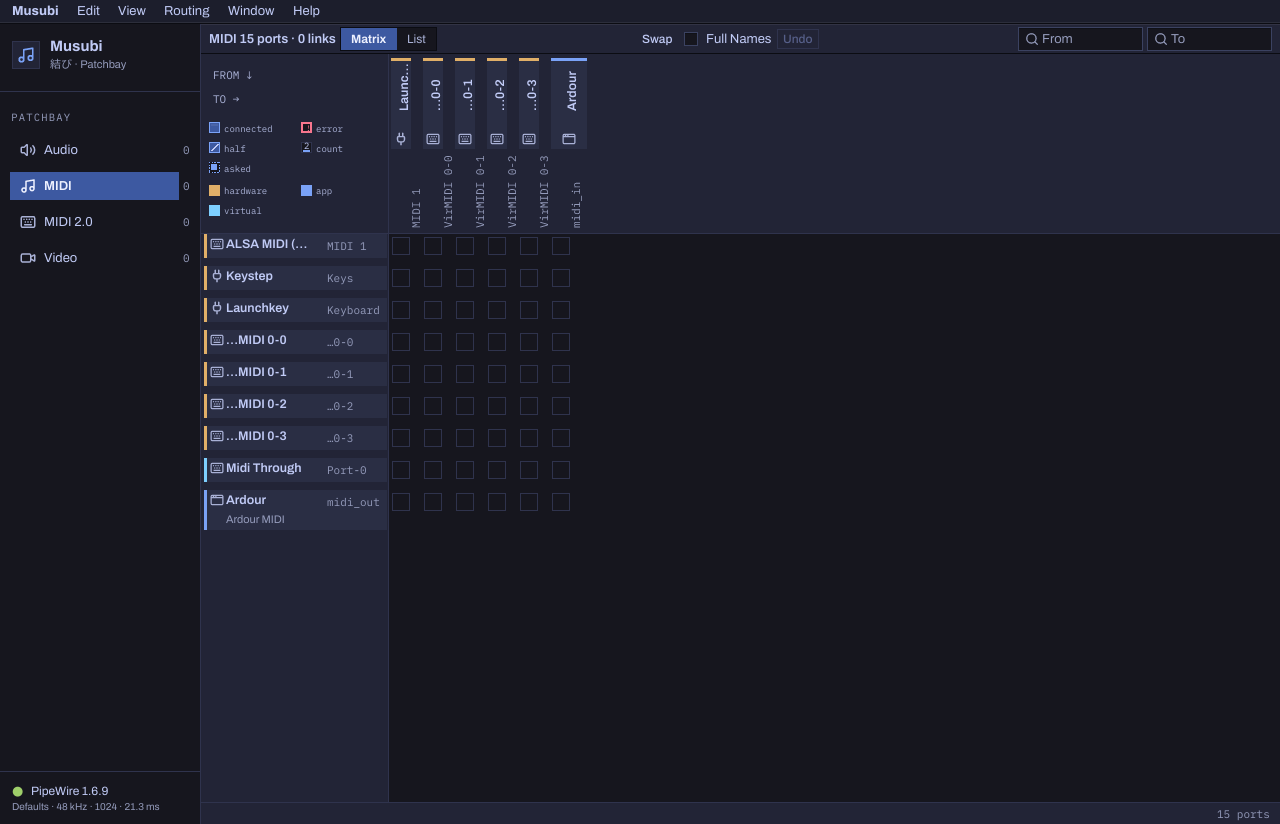 Musubi Edit View Routing Window Help
Musubi
結び · Patchbay
PATCHBAY
Audio 0
MIDI 0
MIDI 2.0 0
Video 0
PipeWire 1.6.9
Defaults · 48 kHz · 1024 · 21.3 ms
MIDI 15 ports · 0 links Matrix List Swap Full Names Undo From To
FROM ↓
TO →
connected error
half 2 count
asked
hardware app
virtual
Launc…
…0-0
…0-1
…0-2
…0-3
Ardour
MIDI 1
VirMIDI 0-0
VirMIDI 0-1
VirMIDI 0-2
VirMIDI 0-3
midi_in
ALSA MIDI (… MIDI 1
Keystep Keys
Launchkey Keyboard
…MIDI 0-0 …0-0
…MIDI 0-1 …0-1
…MIDI 0-2 …0-2
…MIDI 0-3 …0-3
Midi Through Port-0
Ardour midi_out
Ardour MIDI
15 ports